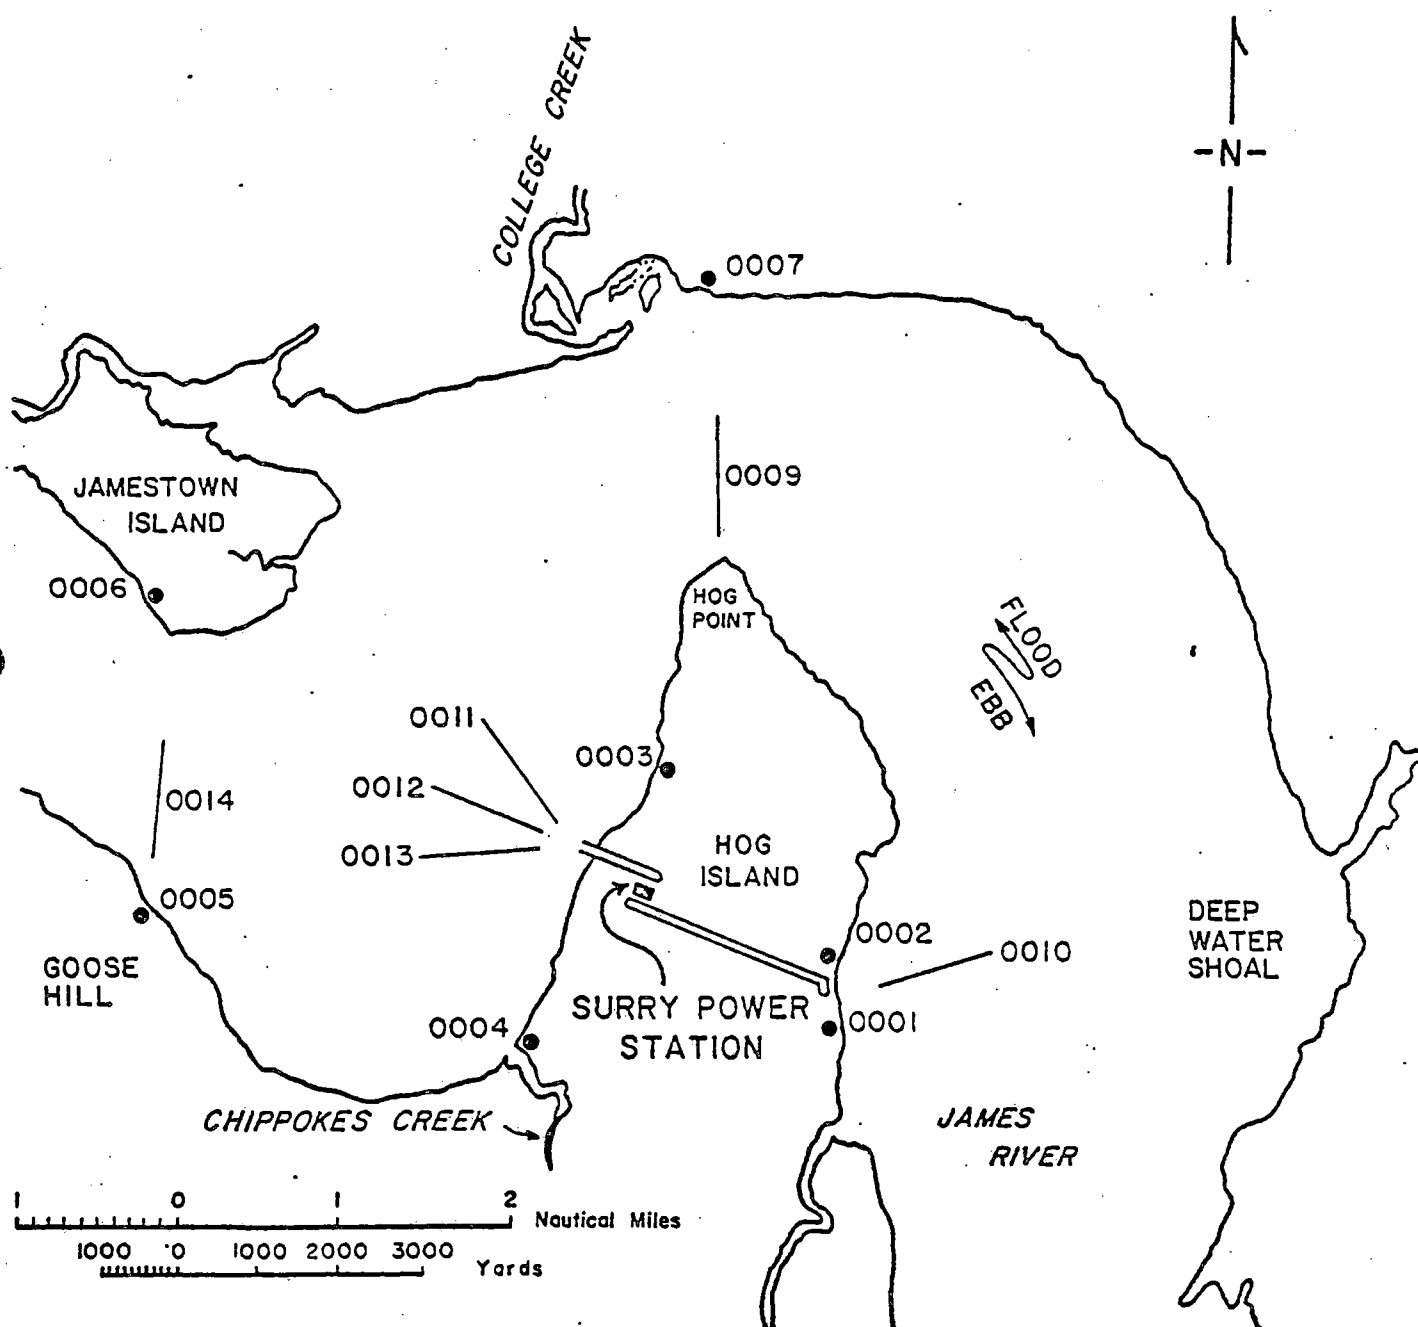 COLLEGE CREEK
-N-
0007
0009
JAMESTOWN
ISLAND
0006
HOG
POINT
FLOOD
EBB
0011
0003
0012
0014
0013
HOG
ISLAND
0005
0002
DEEP
WATER
SHOAL
0010
GOOSE
HILL
SURRY POWER
STATION
0004
0001
CHIPPOKES CREEK
JAMES
RIVER
1 0 1 2
Nautical Miles
1000 0 1000 2000 3000
Yards